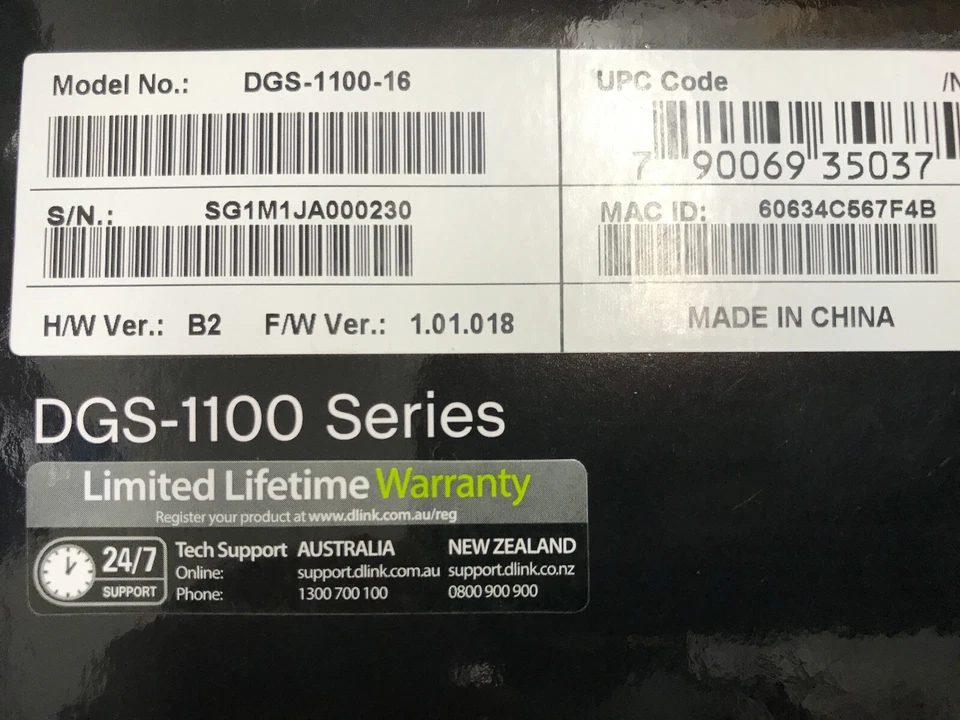 Model No.: DGS-1100-16
UPC Code
7 90069 35037
S/N.: SG1M1JA000230
MAC ID: 60634C567F4B
H/W Ver.: B2 F/W Ver.: 1.01.018
MADE IN CHINA
DGS-1100 Series
Limited Lifetime Warranty
Register your product at www.dlink.com.au/reg
24/7
SUPPORT
Tech Support AUSTRALIA NEW ZEALAND
Online: support.dlink.com.au support.dlink.co.nz
Phone: 1300 700 100 0800 900 900